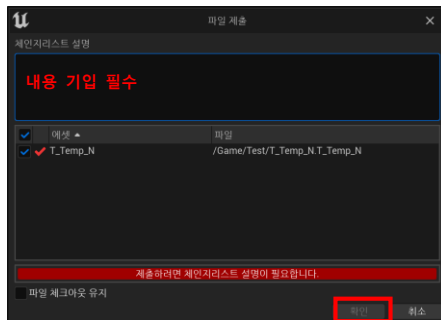 파일 제출
체인지리스트 설명
내용 기입 필수
에셋 파일
T_Temp_N /Game/Test/T_Temp_N.T_Temp_N
제출하려면 체인지리스트 설명이 필요합니다.
파일 체크아웃 유지
확인 취소